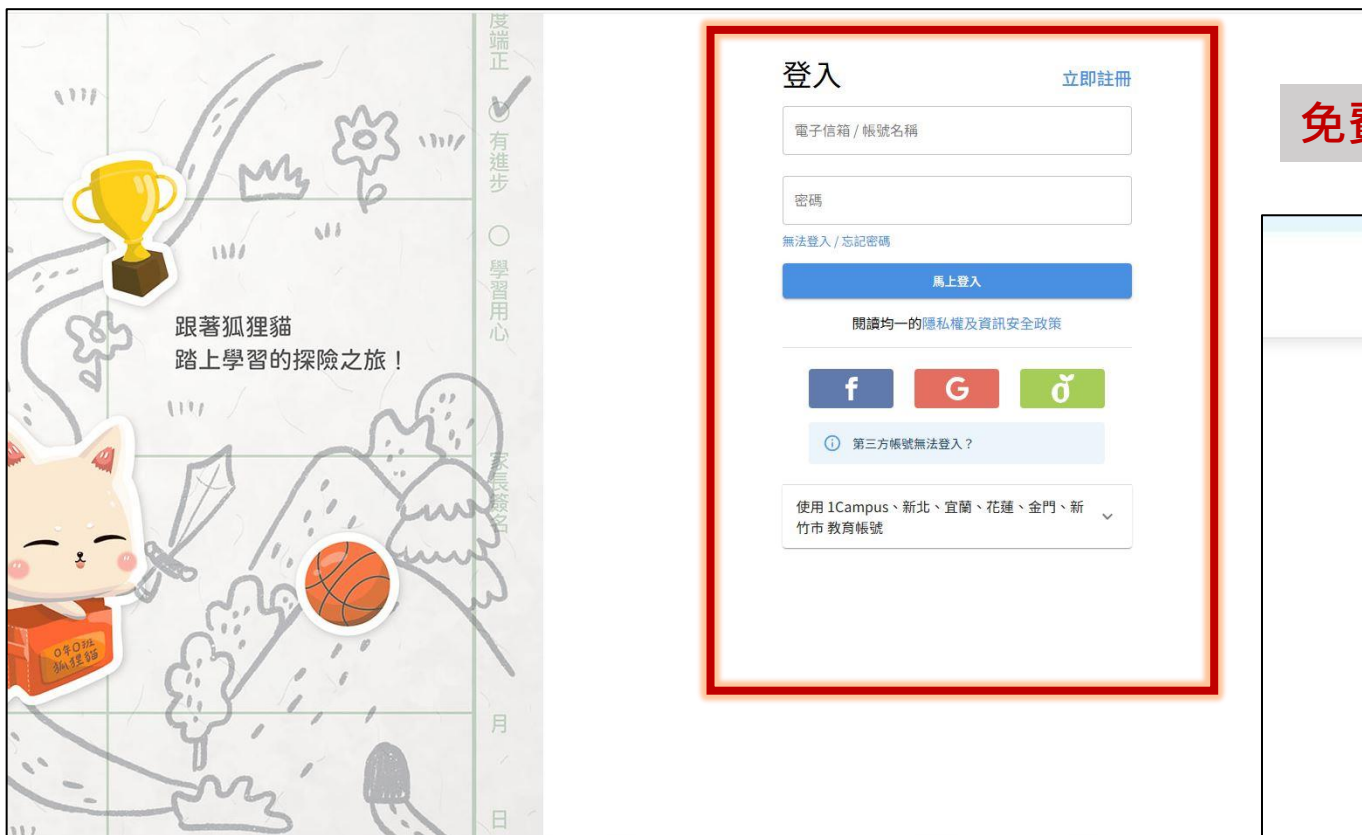 度端正
有進步
學習用心
家長簽名
月
日
跟著狐狸貓
踏上學習的探險之旅！
0年0班
狐狸貓
登入
立即註冊
電子信箱 / 帳號名稱
密碼
無法登入 / 忘記密碼
馬上登入
閱讀均一的隱私權及資訊安全政策
f
G
第三方帳號無法登入？
使用 1Campus、新北、宜蘭、花蓮、金門、新
竹市 教育帳號
免